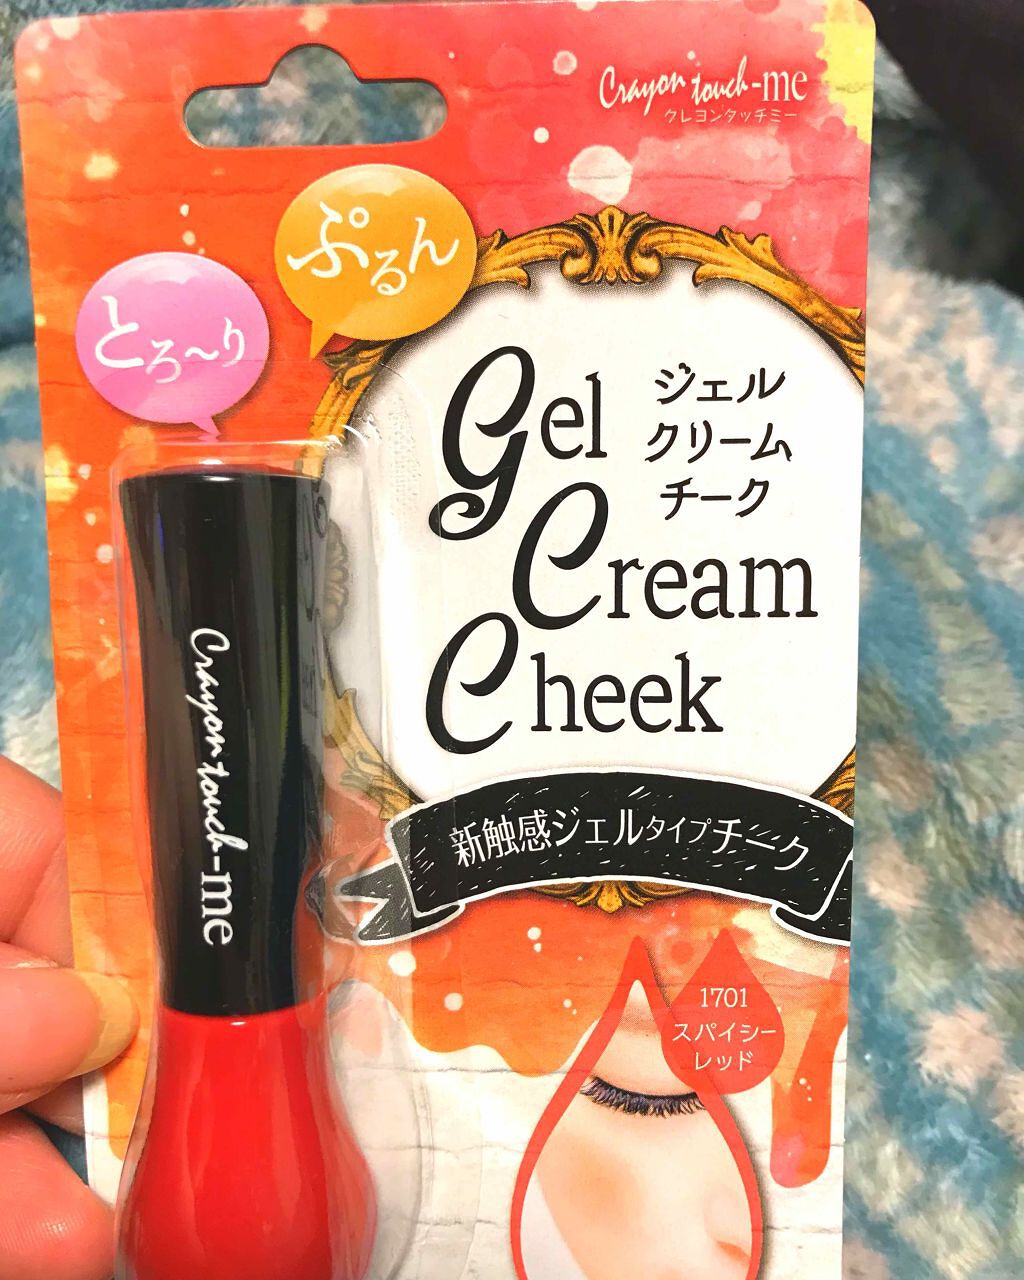 Crayon touch-me
クレヨンタッチミー
ぷるん
とろ〜り
Gel
Cream
Cheek
ジェル
クリーム
チーク
Crayon touch-me
新触感ジェルタイプチーク
1701
スパイシー
レッド